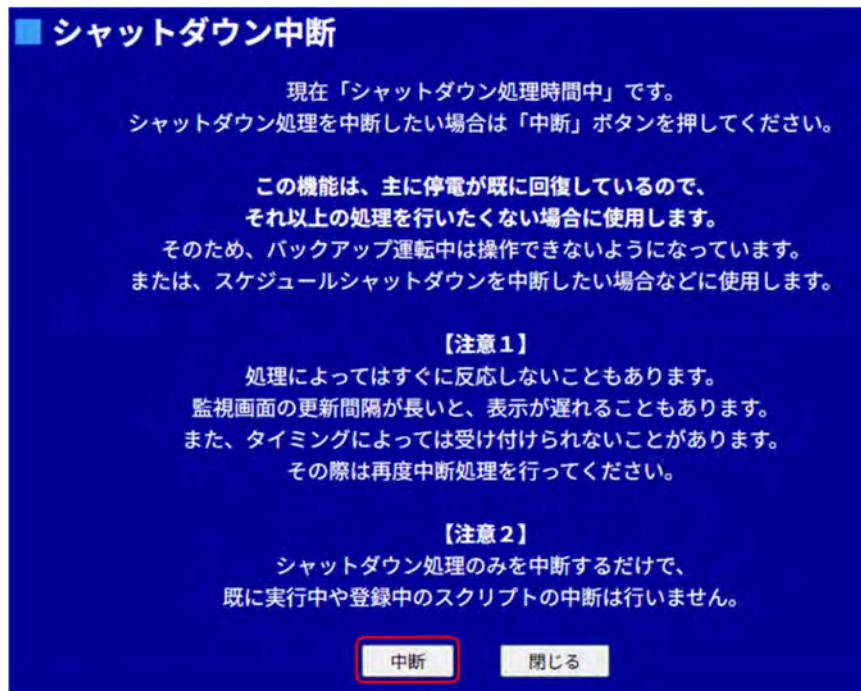 シャットダウン中断
現在「シャットダウン処理時間中」です。
シャットダウン処理を中断したい場合は「中断」ボタンを押してください。
この機能は、主に停電が既に回復しているので、
それ以上の処理を行いたくない場合に使用します。
そのため、バックアップ運転中は操作できないようになっています。
または、スケジュールシャットダウンを中断したい場合などに使用します。
【注意１】
処理によってはすぐに反応しないこともあります。
監視画面の更新間隔が長いと、表示が遅れることもあります。
また、タイミングによっては受け付けられないことがあります。
その際は再度中断処理を行ってください。
【注意２】
シャットダウン処理のみを中断するだけで、
既に実行中や登録中のスクリプトの中断は行いません。
中断 閉じる